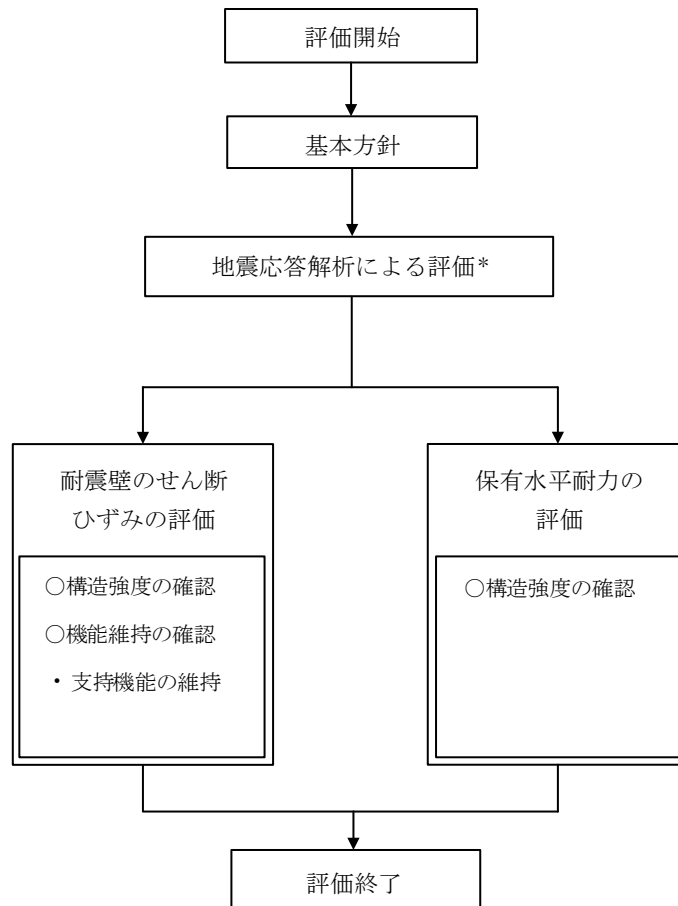 評価開始
基本方針
地震応答解析による評価*
耐震壁のせん断
ひずみの評価
○構造強度の確認
○機能維持の確認
・支持機能の維持
保有水平耐力の
評価
○構造強度の確認
評価終了